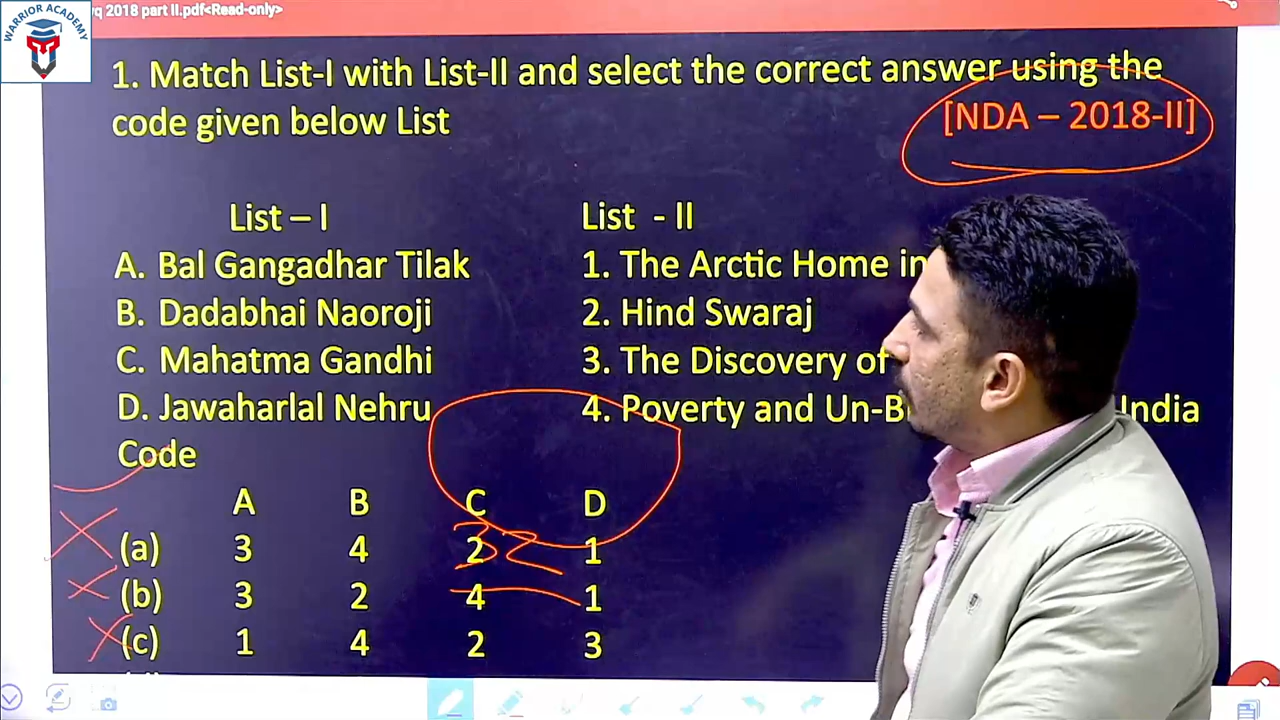 WARRIOR ACADEMY
2018 part II.pdf<Read-only>
1. Match List-I with List-II and select the correct answer using the
code given below List
[NDA – 2018-II]
List – I List - II
A. Bal Gangadhar Tilak 1. The Arctic Home in
B. Dadabhai Naoroji 2. Hind Swaraj
C. Mahatma Gandhi 3. The Discovery of
D. Jawaharlal Nehru 4. Poverty and India
Code
A B C D
(a) 3 4 2 1
(b) 3 2 4 1
(c) 1 4 2 3